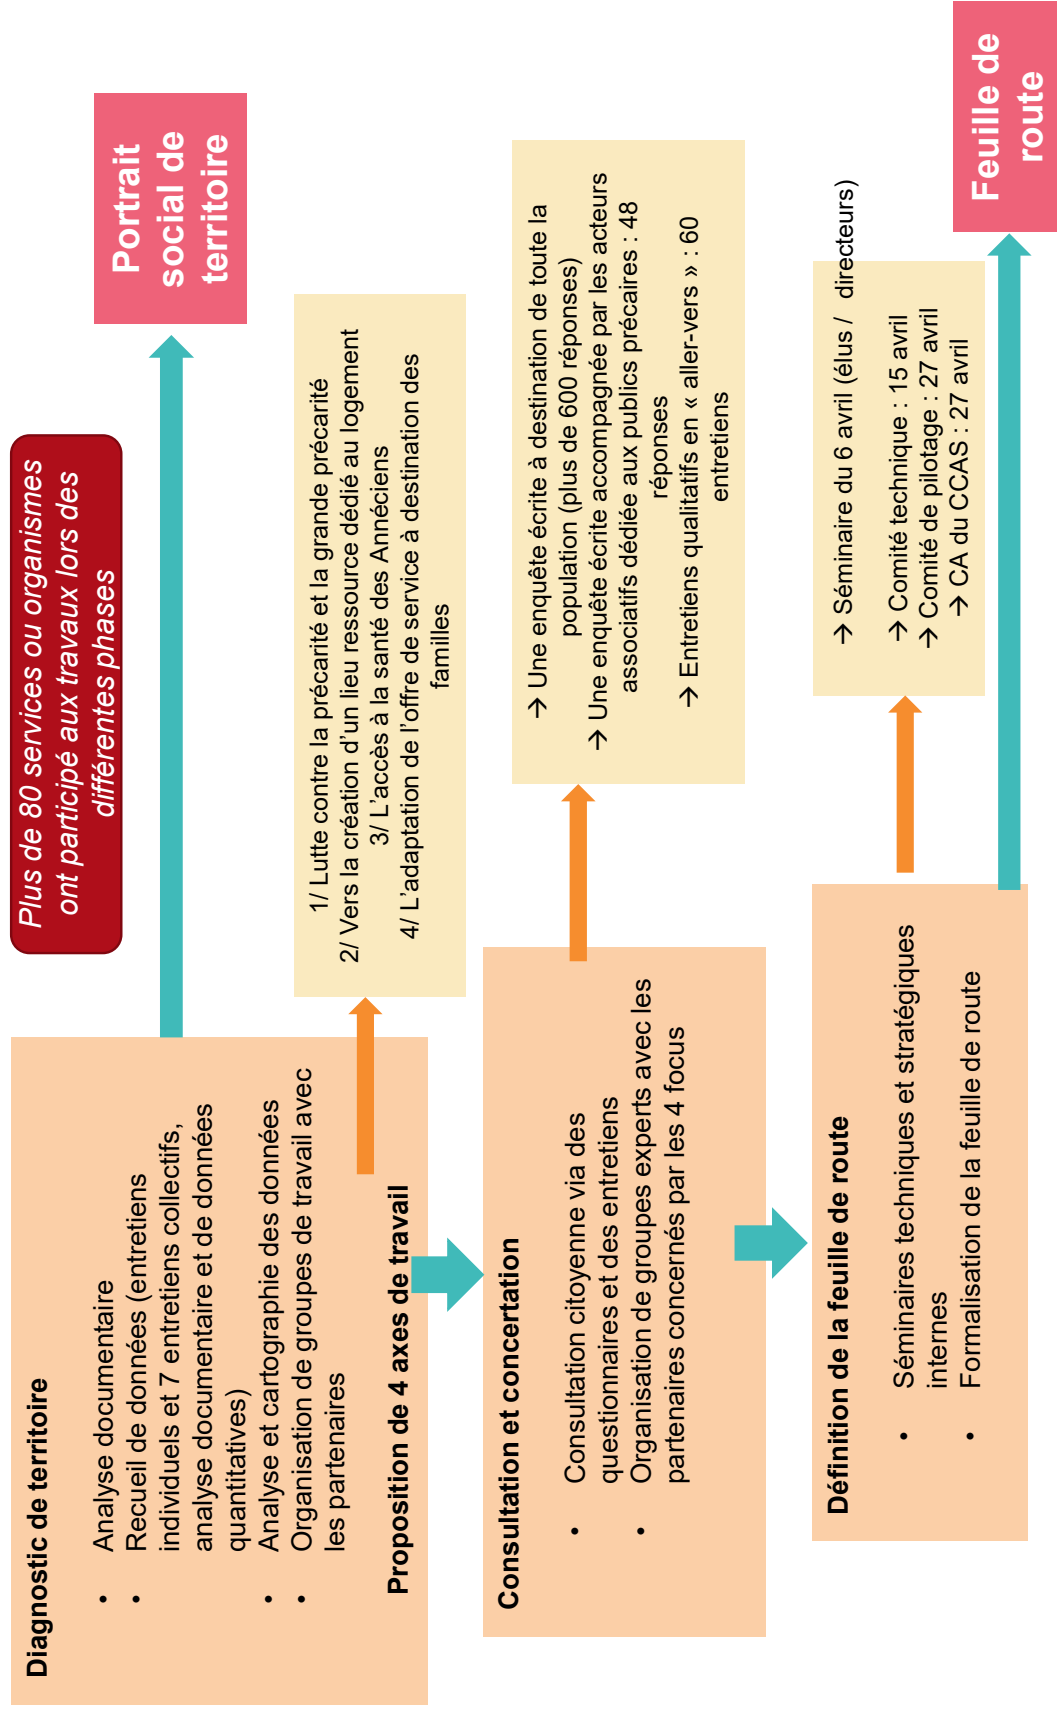 Plus de 80 services ou organismes
ont participé aux travaux lors des
différentes phases
Diagnostic de territoire
• Analyse documentaire
• Recueil de données (entretiens
individuels et 7 entretiens collectifs,
analyse documentaire et de données
quantitatives)
• Analyse et cartographie des données
• Organisation de groupes de travail avec
les partenaires
Proposition de 4 axes de travail
Portrait
social de
territoire
1/ Lutte contre la précarité et la grande précarité
2/ Vers la création d’un lieu ressource dédié au logement
3/ L’accès à la santé des Annéciens
4/ L’adaptation de l’offre de service à destination des
familles
Consultation et concertation
• Consultation citoyenne via des
questionnaires et des entretiens
• Organisation de groupes experts avec les
partenaires concernés par les 4 focus
→ Une enquête écrite à destination de toute la
population (plus de 600 réponses)
→ Une enquête écrite accompagnée par les acteurs
associatifs dédiée aux publics précaires : 48
réponses
→ Entretiens qualitatifs en « aller-vers » : 60
entretiens
Définition de la feuille de route
• Séminaires techniques et stratégiques
internes
• Formalisation de la feuille de route
→ Séminaire du 6 avril (élus / directeurs)
→ Comité technique : 15 avril
→ Comité de pilotage : 27 avril
→ CA du CCAS : 27 avril
Feuille de
route